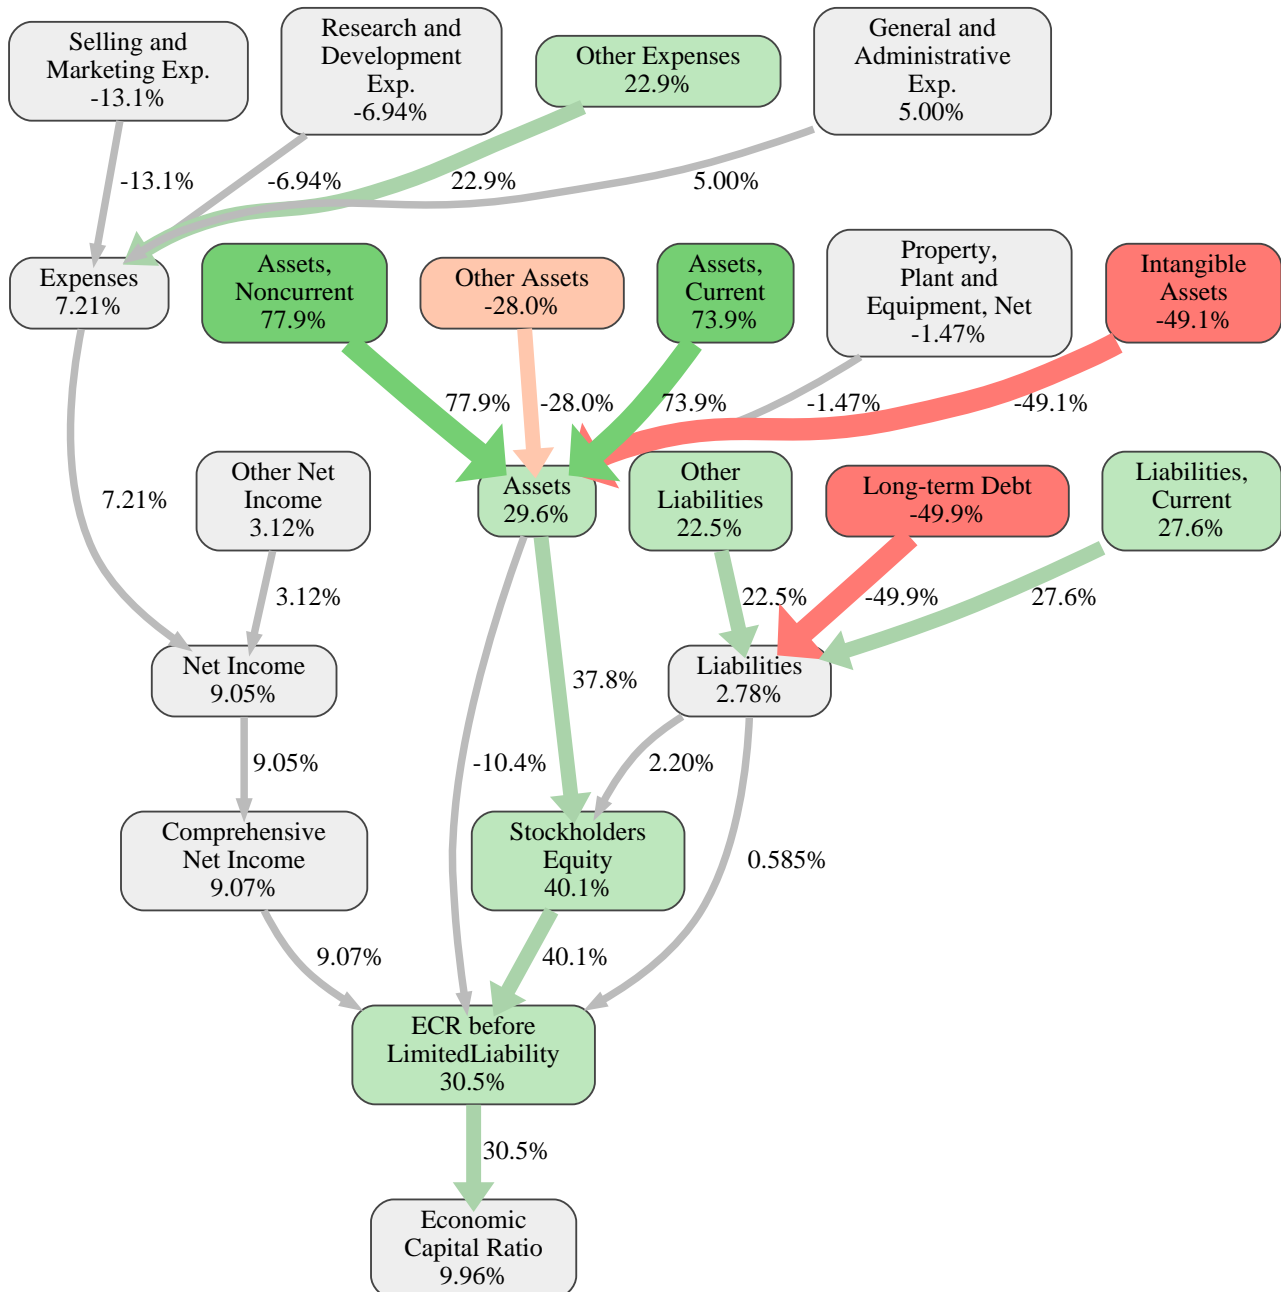 Selling and
Marketing Exp.
-13.1%
Research and
Development
Exp.
-6.94%
Other Expenses
22.9%
General and
Administrative
Exp.
5.00%
-13.1%
-6.94%
22.9%
5.00%
Expenses
7.21%
Assets,
Noncurrent
77.9%
Other Assets
-28.0%
Assets,
Current
73.9%
Property,
Plant and
Equipment, Net
-1.47%
Intangible
Assets
-49.1%
77.9%
-28.0%
73.9%
-1.47%
-49.1%
7.21%
Other Net
Income
3.12%
Assets
29.6%
Other
Liabilities
22.5%
Long-term Debt
-49.9%
Liabilities,
Current
27.6%
3.12%
22.5%
-49.9%
27.6%
Net Income
9.05%
37.8%
Liabilities
2.78%
9.05%
-10.4%
2.20%
0.585%
Comprehensive
Net Income
9.07%
Stockholders
Equity
40.1%
9.07%
40.1%
ECR before
LimitedLiability
30.5%
30.5%
Economic
Capital Ratio
9.96%